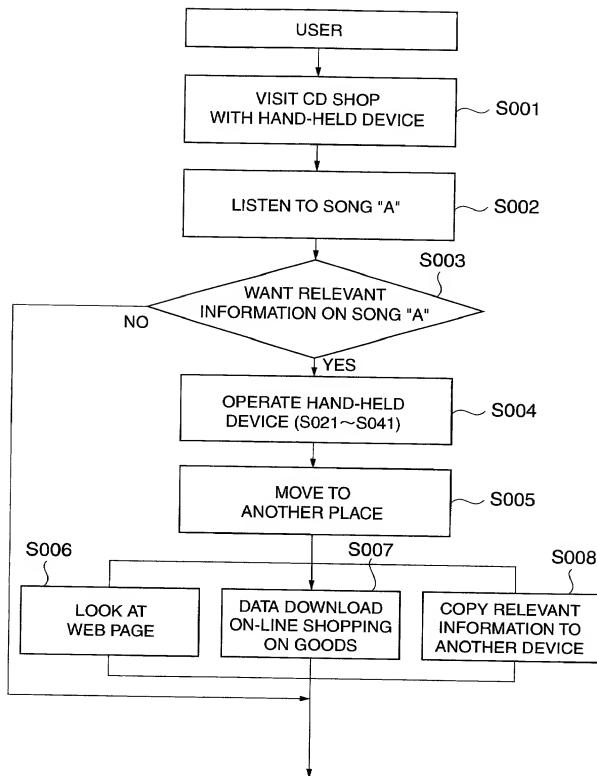 USER
VISIT CD SHOP
WITH HAND-HELD DEVICE
S001
LISTEN TO SONG "A"
S002
S003
WANT RELEVANT
INFORMATION ON SONG "A"
NO
YES
OPERATE HAND-HELD
DEVICE (S021～S041)
S004
MOVE TO
ANOTHER PLACE
S005
S006
LOOK AT
WEB PAGE
S007
DATA DOWNLOAD
ON-LINE SHOPPING
ON GOODS
S008
COPY RELEVANT
INFORMATION TO
ANOTHER DEVICE